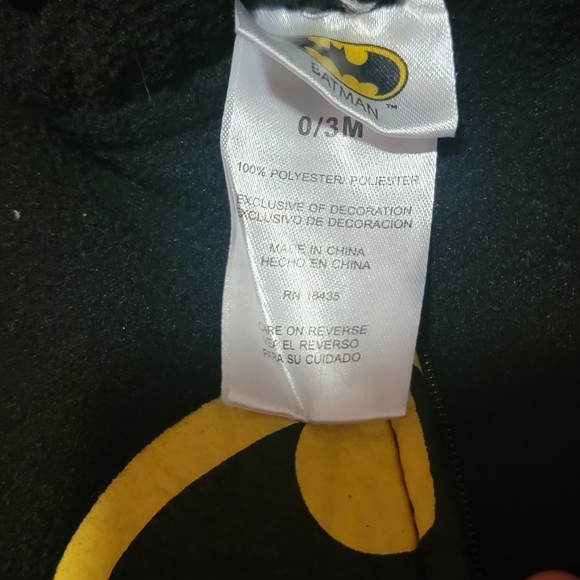 BATMAN ™
0/3M
100% POLYESTER/ POLIESTER
EXCLUSIVE OF DECORATION
EXCLUSIVO DE DECORACION
MADE IN CHINA
HECHO EN CHINA
RN 18435
CARE ON REVERSE
VEA EL REVERSO
PARA SU CUIDADO